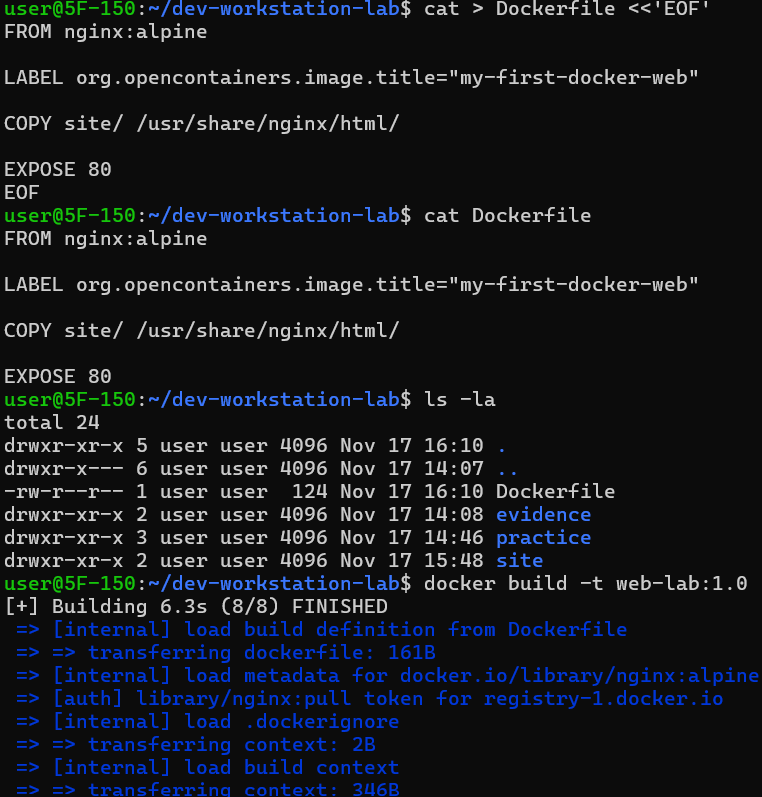 user@5F-150:~/dev-workstation-lab$ cat > Dockerfile <<'EOF'
FROM nginx:alpine
LABEL org.opencontainers.image.title="my-first-docker-web"
COPY site/ /usr/share/nginx/html/
EXPOSE 80
EOF
user@5F-150:~/dev-workstation-lab$ cat Dockerfile
FROM nginx:alpine
LABEL org.opencontainers.image.title="my-first-docker-web"
COPY site/ /usr/share/nginx/html/
EXPOSE 80
user@5F-150:~/dev-workstation-lab$ ls -la
total 24
drwxr-xr-x 5 user user 4096 Nov 17 16:10 .
drwxr-x--- 6 user user 4096 Nov 17 14:07 ..
-rw-r--r-- 1 user user  124 Nov 17 16:10 Dockerfile
drwxr-xr-x 2 user user 4096 Nov 17 14:08 evidence
drwxr-xr-x 3 user user 4096 Nov 17 14:46 practice
drwxr-xr-x 2 user user 4096 Nov 17 15:48 site
user@5F-150:~/dev-workstation-lab$ docker build -t web-lab:1.0
[+] Building 6.3s (8/8) FINISHED
=> [internal] load build definition from Dockerfile
=> => transferring dockerfile: 161B
=> [internal] load metadata for docker.io/library/nginx:alpine
=> [auth] library/nginx:pull token for registry-1.docker.io
=> [internal] load .dockerignore
=> => transferring context: 2B
=> [internal] load build context
=> => transferring context: 346B